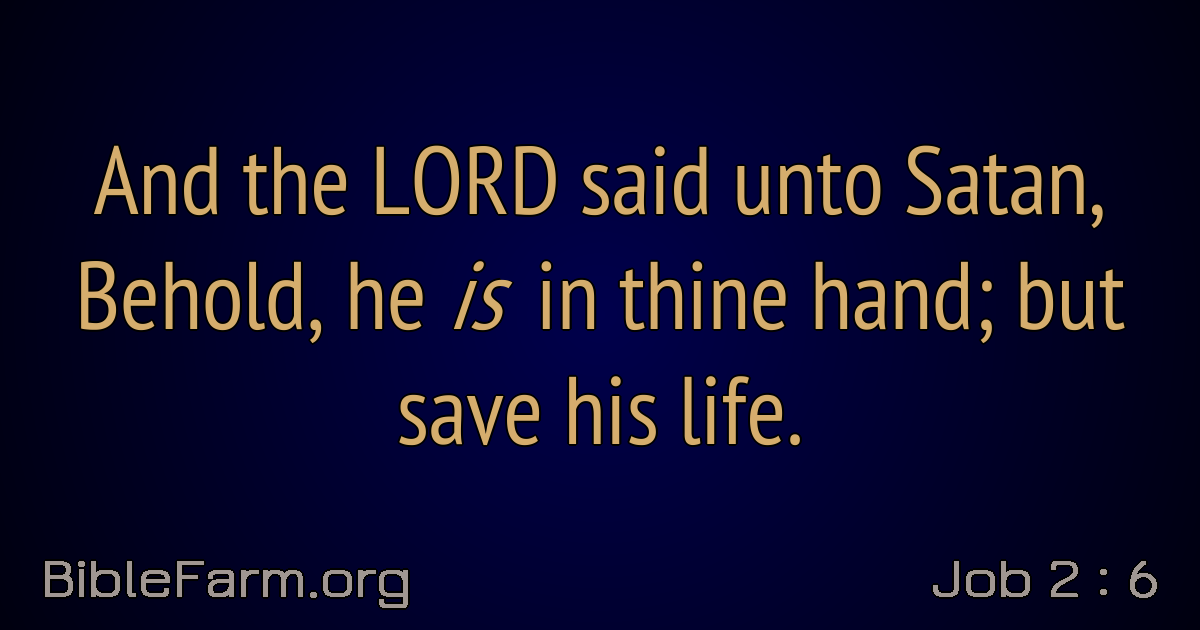 And the LORD said unto Satan,
Behold, he is in thine hand; but
save his life.
BibleFarm.org
Job 2 : 6